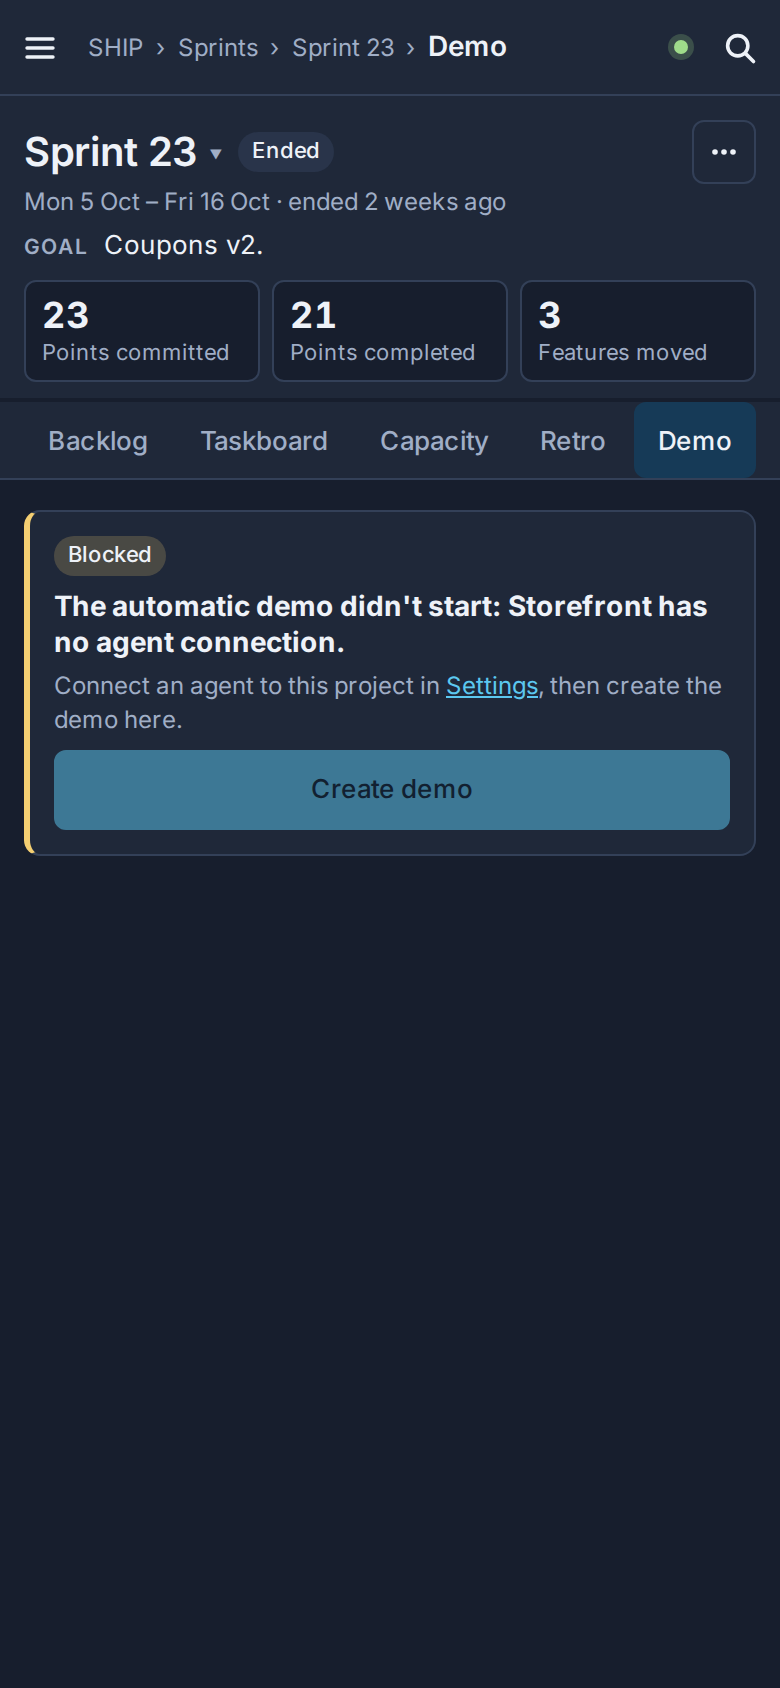 SHIP › Sprints › Sprint 23 › Demo
Sprint 23 ▾ Ended
Mon 5 Oct – Fri 16 Oct · ended 2 weeks ago
GOAL Coupons v2.
23 21 3
Points committed Points completed Features moved
Backlog Taskboard Capacity Retro Demo
Blocked
The automatic demo didn't start: Storefront has
no agent connection.
Connect an agent to this project in Settings, then create the
demo here.
Create demo